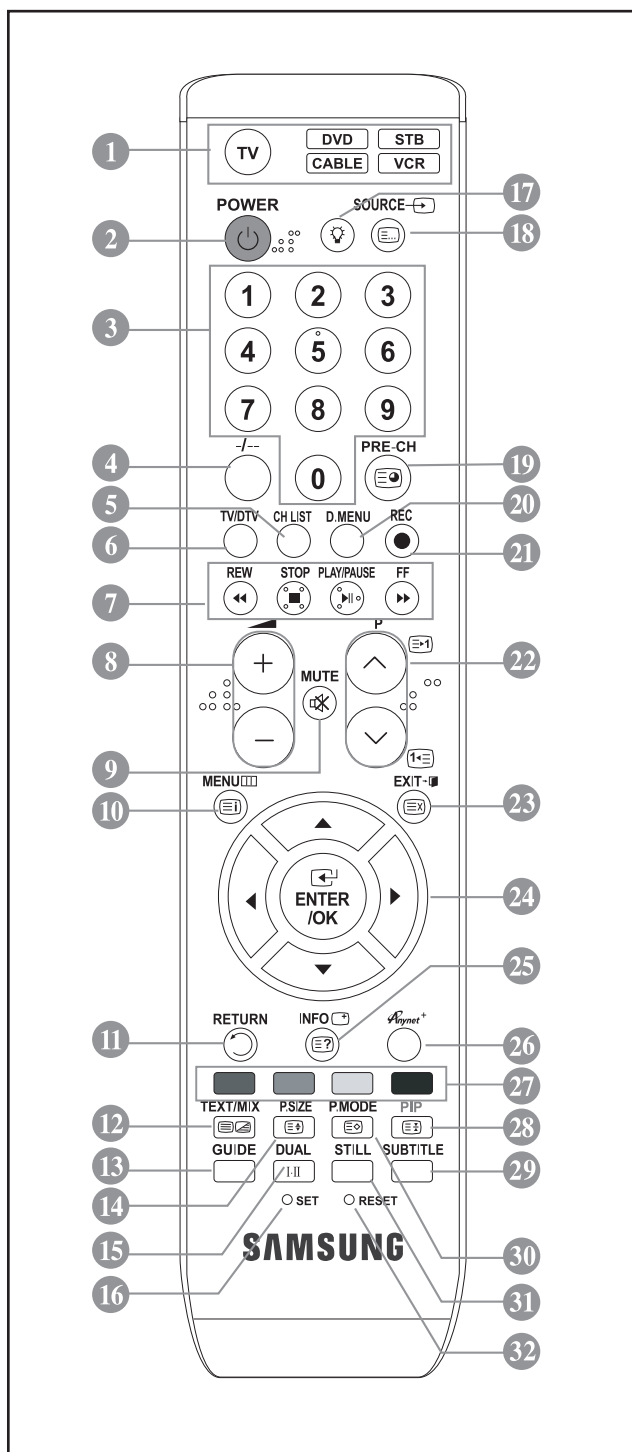 1 TV DVD STB
CABLE VCR
POWER 17 SOURCE
2 18
1 2 3
3 4 5 6
7 8 9
4 -/-- PRE-CH
0 19
5 20
6 TV/DTV CH LIST D.MENU REC
21
REW STOP PLAY/PAUSE FF
7
P
8 + 1 22
MUTE
− 1
9
MENU EXIT
10 i X 23
ENTER
/OK 24
25
RETURN INFO Anynet+
11 ? 26
27
TEXT/MIX P.SIZE P.MODE PIP
12 28
GUIDE DUAL STILL SUBTITLE
13 I-II 29
14 SET RESET
15 SAMSUNG 30
16 31
32